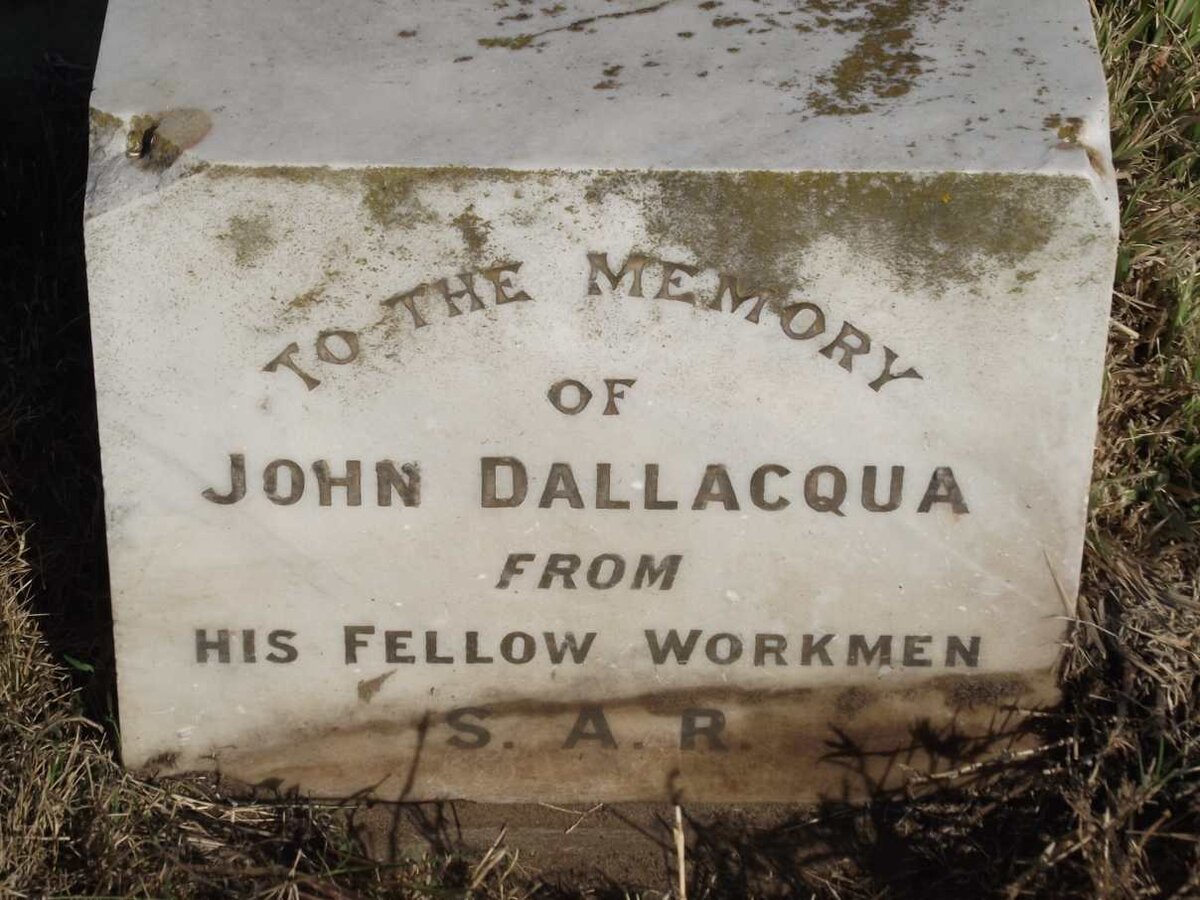 TO THE MEMORY
OF
JOHN DALLACQUA
FROM
HIS FELLOW WORKMEN
S. A. R.